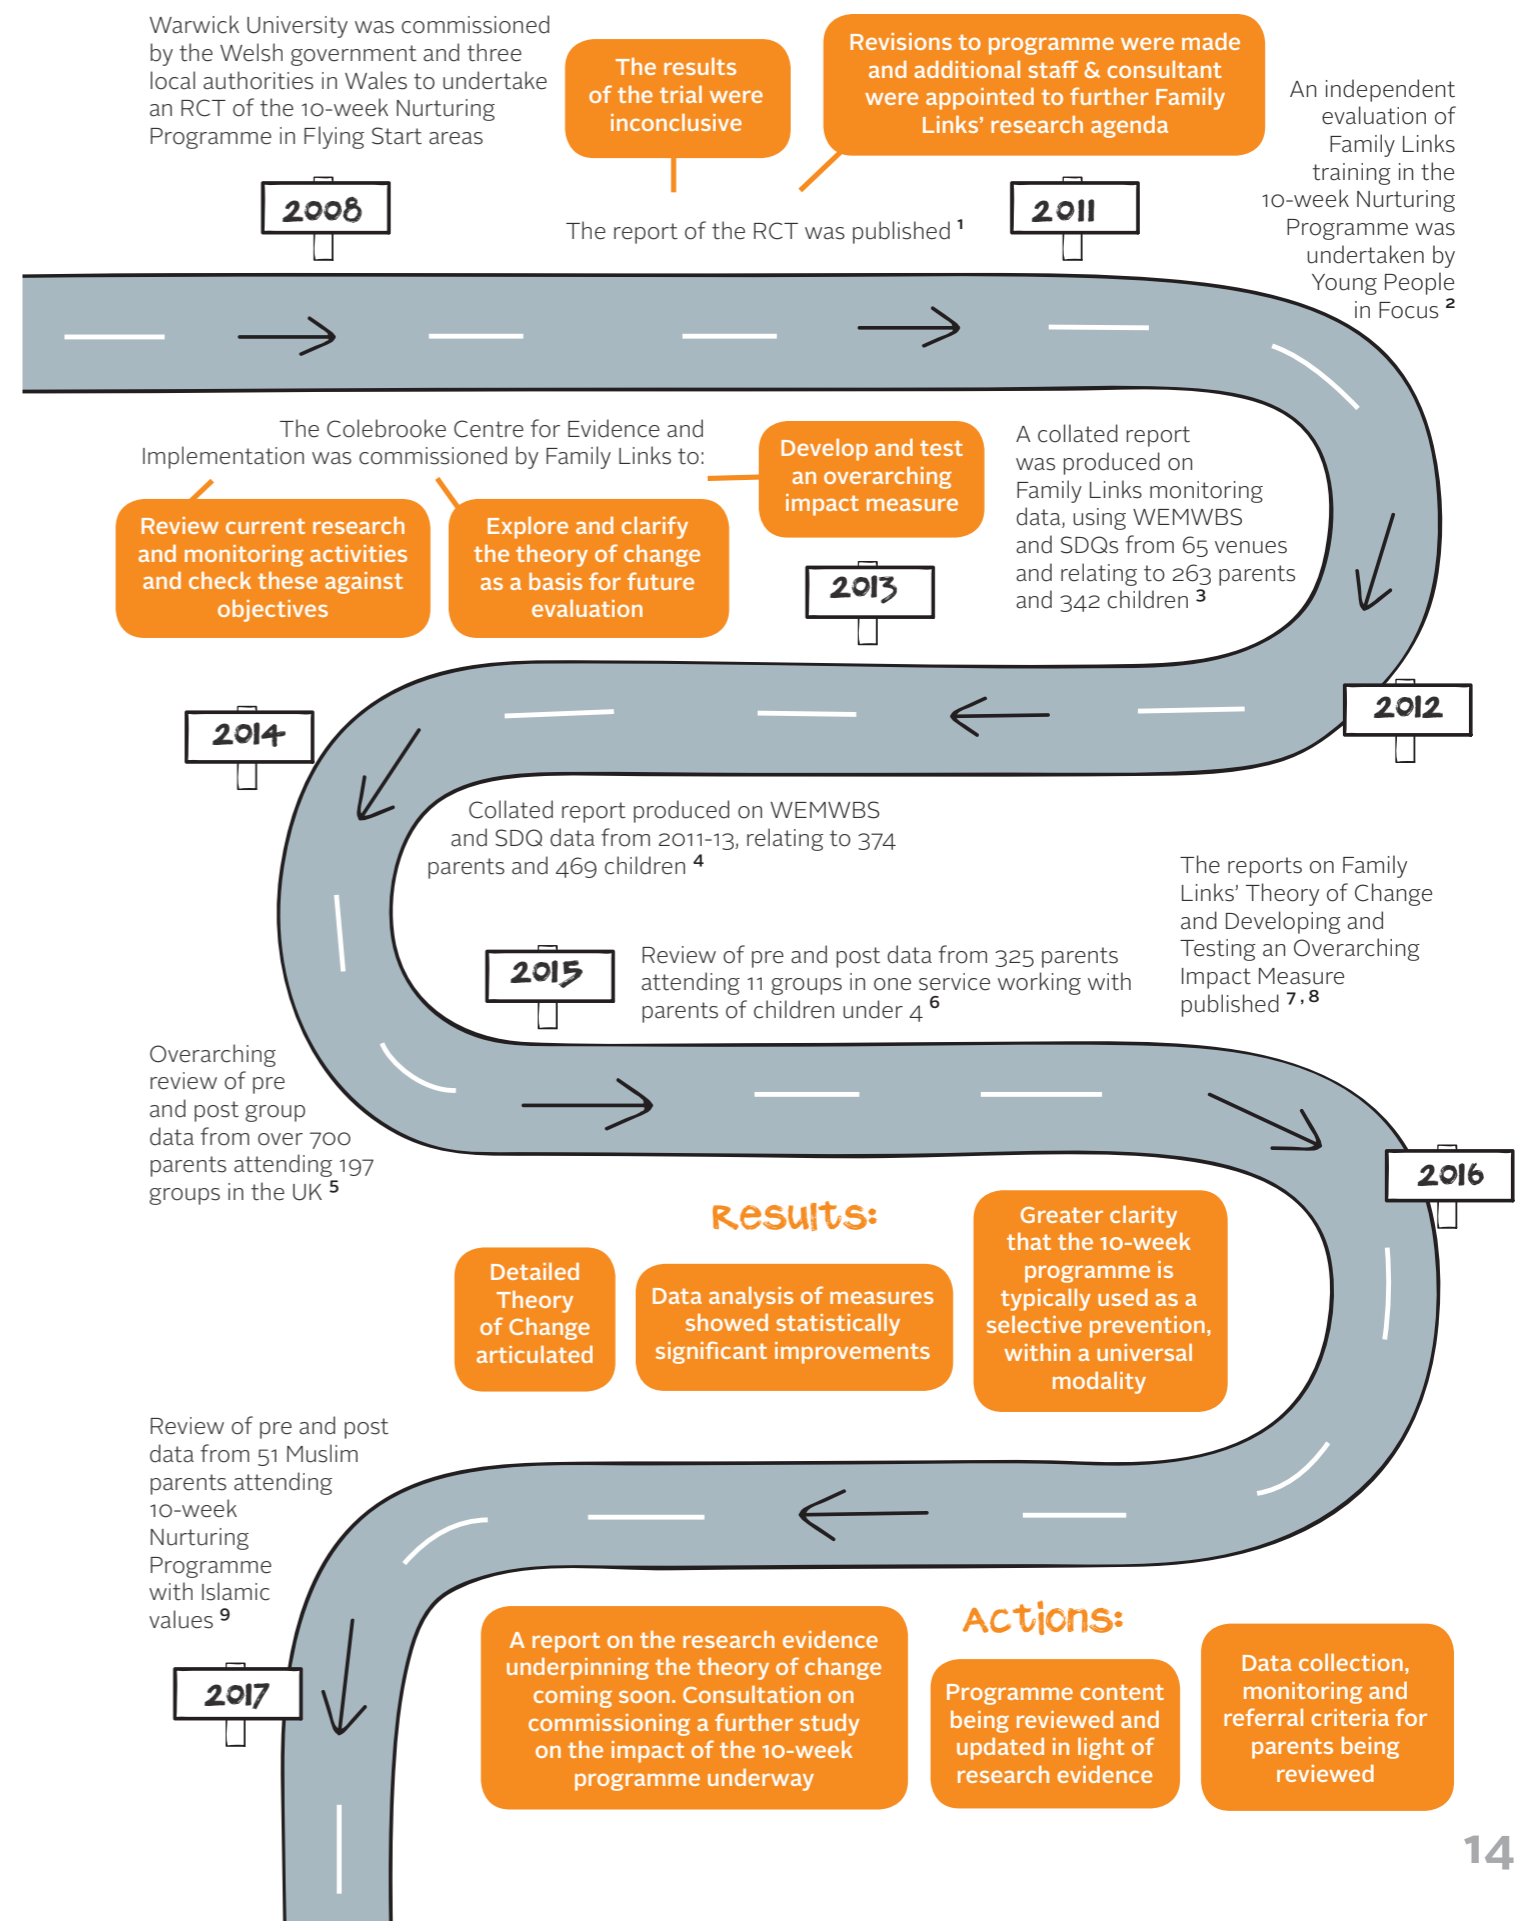 Warwick University was commissioned
by the Welsh government and three
local authorities in Wales to undertake
an RCT of the 10-week Nurturing
Programme in Flying Start areas
2008
The results
of the trial were
inconclusive
Revisions to programme were made
and additional staff & consultant
were appointed to further Family
Links' research agenda
The report of the RCT was published 1
2011
An independent
evaluation of
Family Links
training in the
10-week Nurturing
Programme was
undertaken by
Young People
in Focus 2
A collated report
was produced on
Family Links monitoring
data, using WEMWBS
and SDQs from 65 venues
and relating to 263 parents
and 342 children 3
2012
The Colebrooke Centre for Evidence and
Implementation was commissioned by Family Links to:
Review current research
and monitoring activities
and check these against
objectives
Explore and clarify
the theory of change
as a basis for future
evaluation
Develop and test
an overarching
impact measure
2013
2014
Collated report produced on WEMWBS
and SDQ data from 2011-13, relating to 374
parents and 469 children 4
Overarching
review of pre
and post group
data from over 700
parents attending 197
groups in the UK 5
2015
Review of pre and post data from 325 parents
attending 11 groups in one service working with
parents of children under 4 6
The reports on Family
Links' Theory of Change
and Developing and
Testing an Overarching
Impact Measure
published 7,8
2016
Results:
Detailed
Theory
of Change
articulated
Data analysis of measures
showed statistically
significant improvements
Greater clarity
that the 10-week
programme is
typically used as a
selective prevention,
within a universal
modality
Review of pre and post
data from 51 Muslim
parents attending
10-week
Nurturing
Programme
with Islamic
values 9
2017
Actions:
A report on the research evidence
underpinning the theory of change
coming soon. Consultation on
commissioning a further study
on the impact of the 10-week
programme underway
Programme content
being reviewed and
updated in light of
research evidence
Data collection,
monitoring and
referral criteria for
parents being
reviewed
14